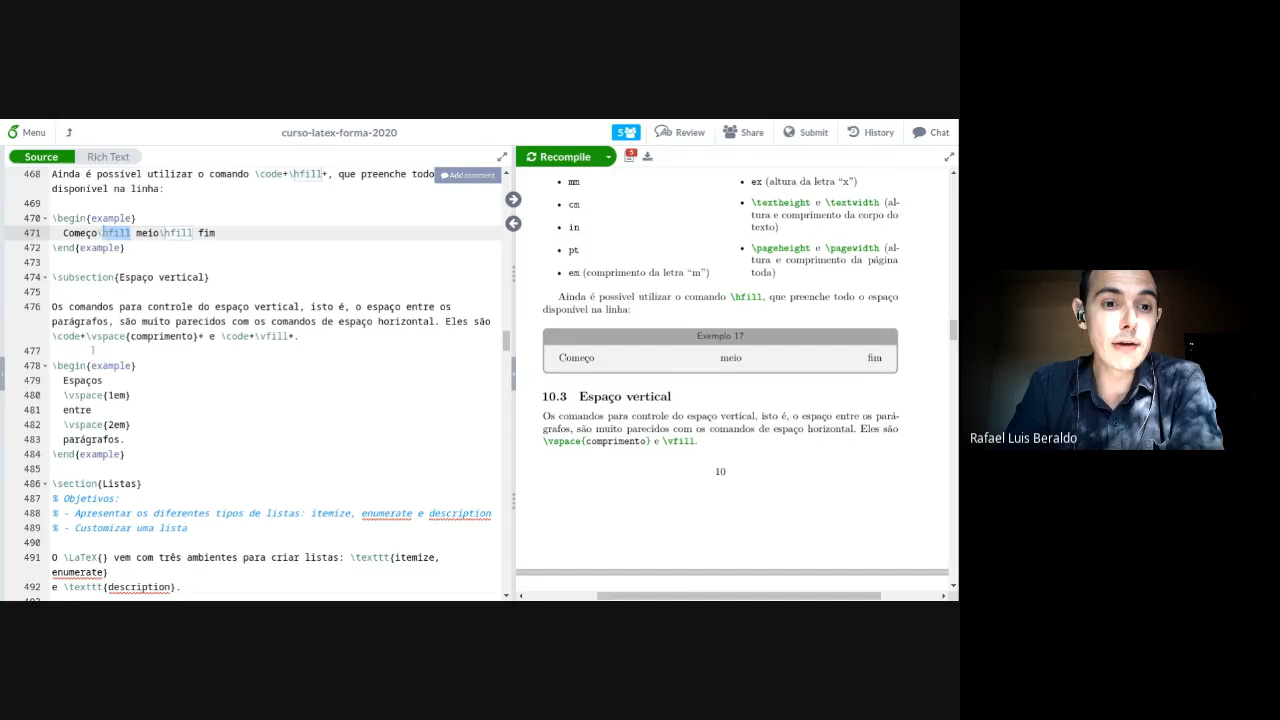 Menu
curso-latex-forma-2020
5
Review
Share
Submit
History
Chat
Source
Rich Text
Recompile
5
468 Ainda é possível utilizar o comando \code+\hfill+, que preenche todo
Add comment
disponível na linha:
469
470 \begin{example}
471 Começo\hfill meio\hfill fim
472 \end{example}
473
474 \subsection{Espaço vertical}
475
476 Os comandos para controle do espaço vertical, isto é, o espaço entre os
parágrafos, são muito parecidos com os comandos de espaço horizontal. Eles são
\code+\vspace{comprimento}+ e \code+\vfill+.
477
478 \begin{example}
479 Espaços
480 \vspace{1em}
481 entre
482 \vspace{2em}
483 parágrafos.
484 \end{example}
485
486 \section{Listas}
487 % Objetivos:
488 % - Apresentar os diferentes tipos de listas: itemize, enumerate e description
489 % - Customizar uma lista
490
491 O \LaTeX{} vem com três ambientes para criar listas: \texttt{itemize,
enumerate}
492 e \texttt{description}.
• mm
• cm
• in
• pt
• em (comprimento da letra “m”)
• ex (altura da letra “x”)
• \textheight e \textwidth (al-
tura e comprimento da corpo do
texto)
• \pageheight e \pagewidth (al-
tura e comprimento da página
toda)
Ainda é possível utilizar o comando \hfill, que preenche todo o espaço
disponível na linha:
Exemplo 17
Começo meio fim
10.3 Espaço vertical
Os comandos para controle do espaço vertical, isto é, o espaço entre os pará-
grafos, são muito parecidos com os comandos de espaço horizontal. Eles são
\vspace{comprimento} e \vfill.
10
Rafael Luis Beraldo